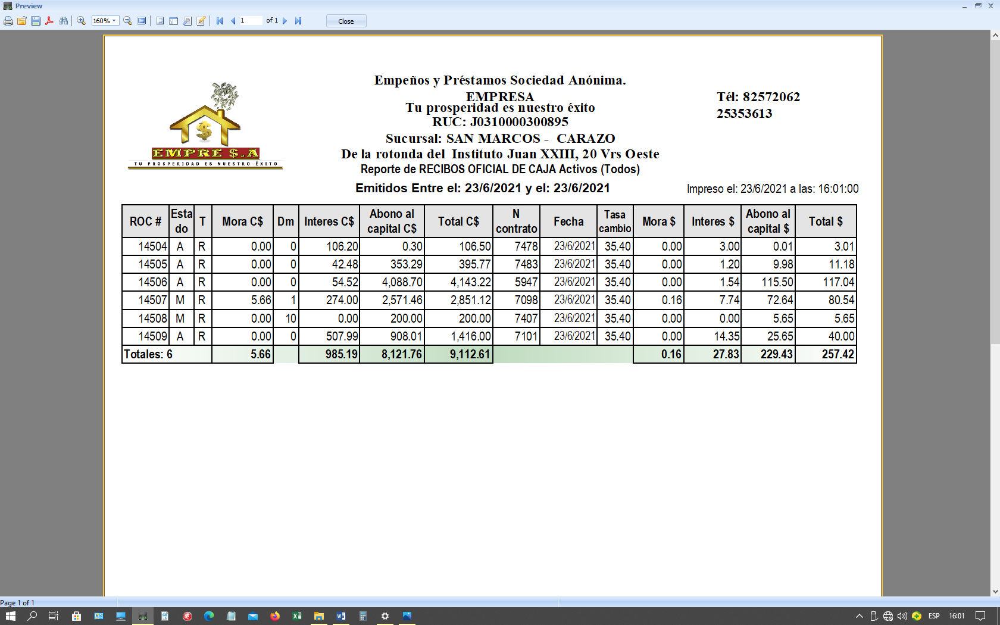 Preview
160%
1 of 1
Close
Empeños y Préstamos Sociedad Anónima.
EMPRESA
Tu prosperidad es nuestro éxito
RUC: J0310000300895
Sucursal: SAN MARCOS - CARAZO
De la rotonda del Instituto Juan XXIII, 20 Vrs Oeste
Reporte de RECIBOS OFICIAL DE CAJA Activos (Todos)
Emitidos Entre el: 23/6/2021 y el: 23/6/2021
Tél: 82572062
25353613
Impreso el: 23/6/2021 a las: 16:01:00
$
EMPRE $.A
TU PROSPERIDAD ES NUESTRO ÉXITO
ROC # Esta do T Mora C$ Dm Interes C$ Abono al capital C$ Total C$ N contrato Fecha Tasa cambio Mora $ Interes $ Abono al capital $ Total $
14504 A R 0.00 0 106.20 0.30 106.50 7478 23/6/2021 35.40 0.00 3.00 0.01 3.01
14505 A R 0.00 0 42.48 353.29 395.77 7483 23/6/2021 35.40 0.00 1.20 9.98 11.18
14506 A R 0.00 0 54.52 4,088.70 4,143.22 5947 23/6/2021 35.40 0.00 1.54 115.50 117.04
14507 M R 5.66 1 274.00 2,571.46 2,851.12 7098 23/6/2021 35.40 0.16 7.74 72.64 80.54
14508 M R 0.00 10 0.00 200.00 200.00 7407 23/6/2021 35.40 0.00 0.00 5.65 5.65
14509 A R 0.00 0 507.99 908.01 1,416.00 7101 23/6/2021 35.40 0.00 14.35 25.65 40.00
Totales: 6 5.66 985.19 8,121.76 9,112.61 0.16 27.83 229.43 257.42
Page 1 of 1
ESP 16:01